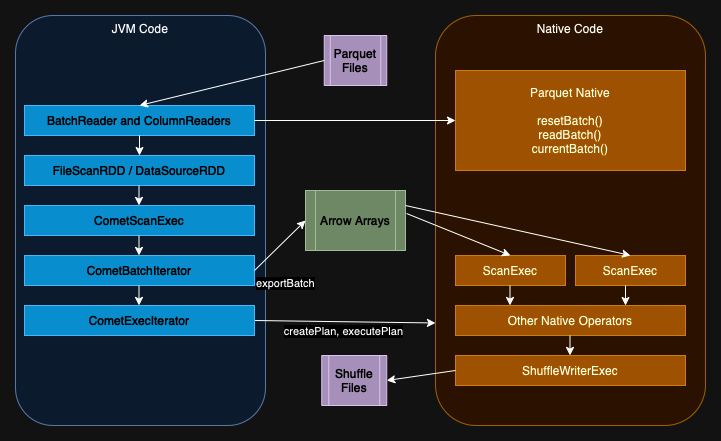 JVM Code
Native Code
Parquet
Files
BatchReader and ColumnReaders
FileScanRDD / DataSourceRDD
CometScanExec
CometBatchIterator
CometExecIterator
Parquet Native
resetBatch()
readBatch()
currentBatch()
Arrow Arrays
exportBatch
ScanExec
ScanExec
createPlan, executePlan
Other Native Operators
ShuffleWriterExec
Shuffle
Files